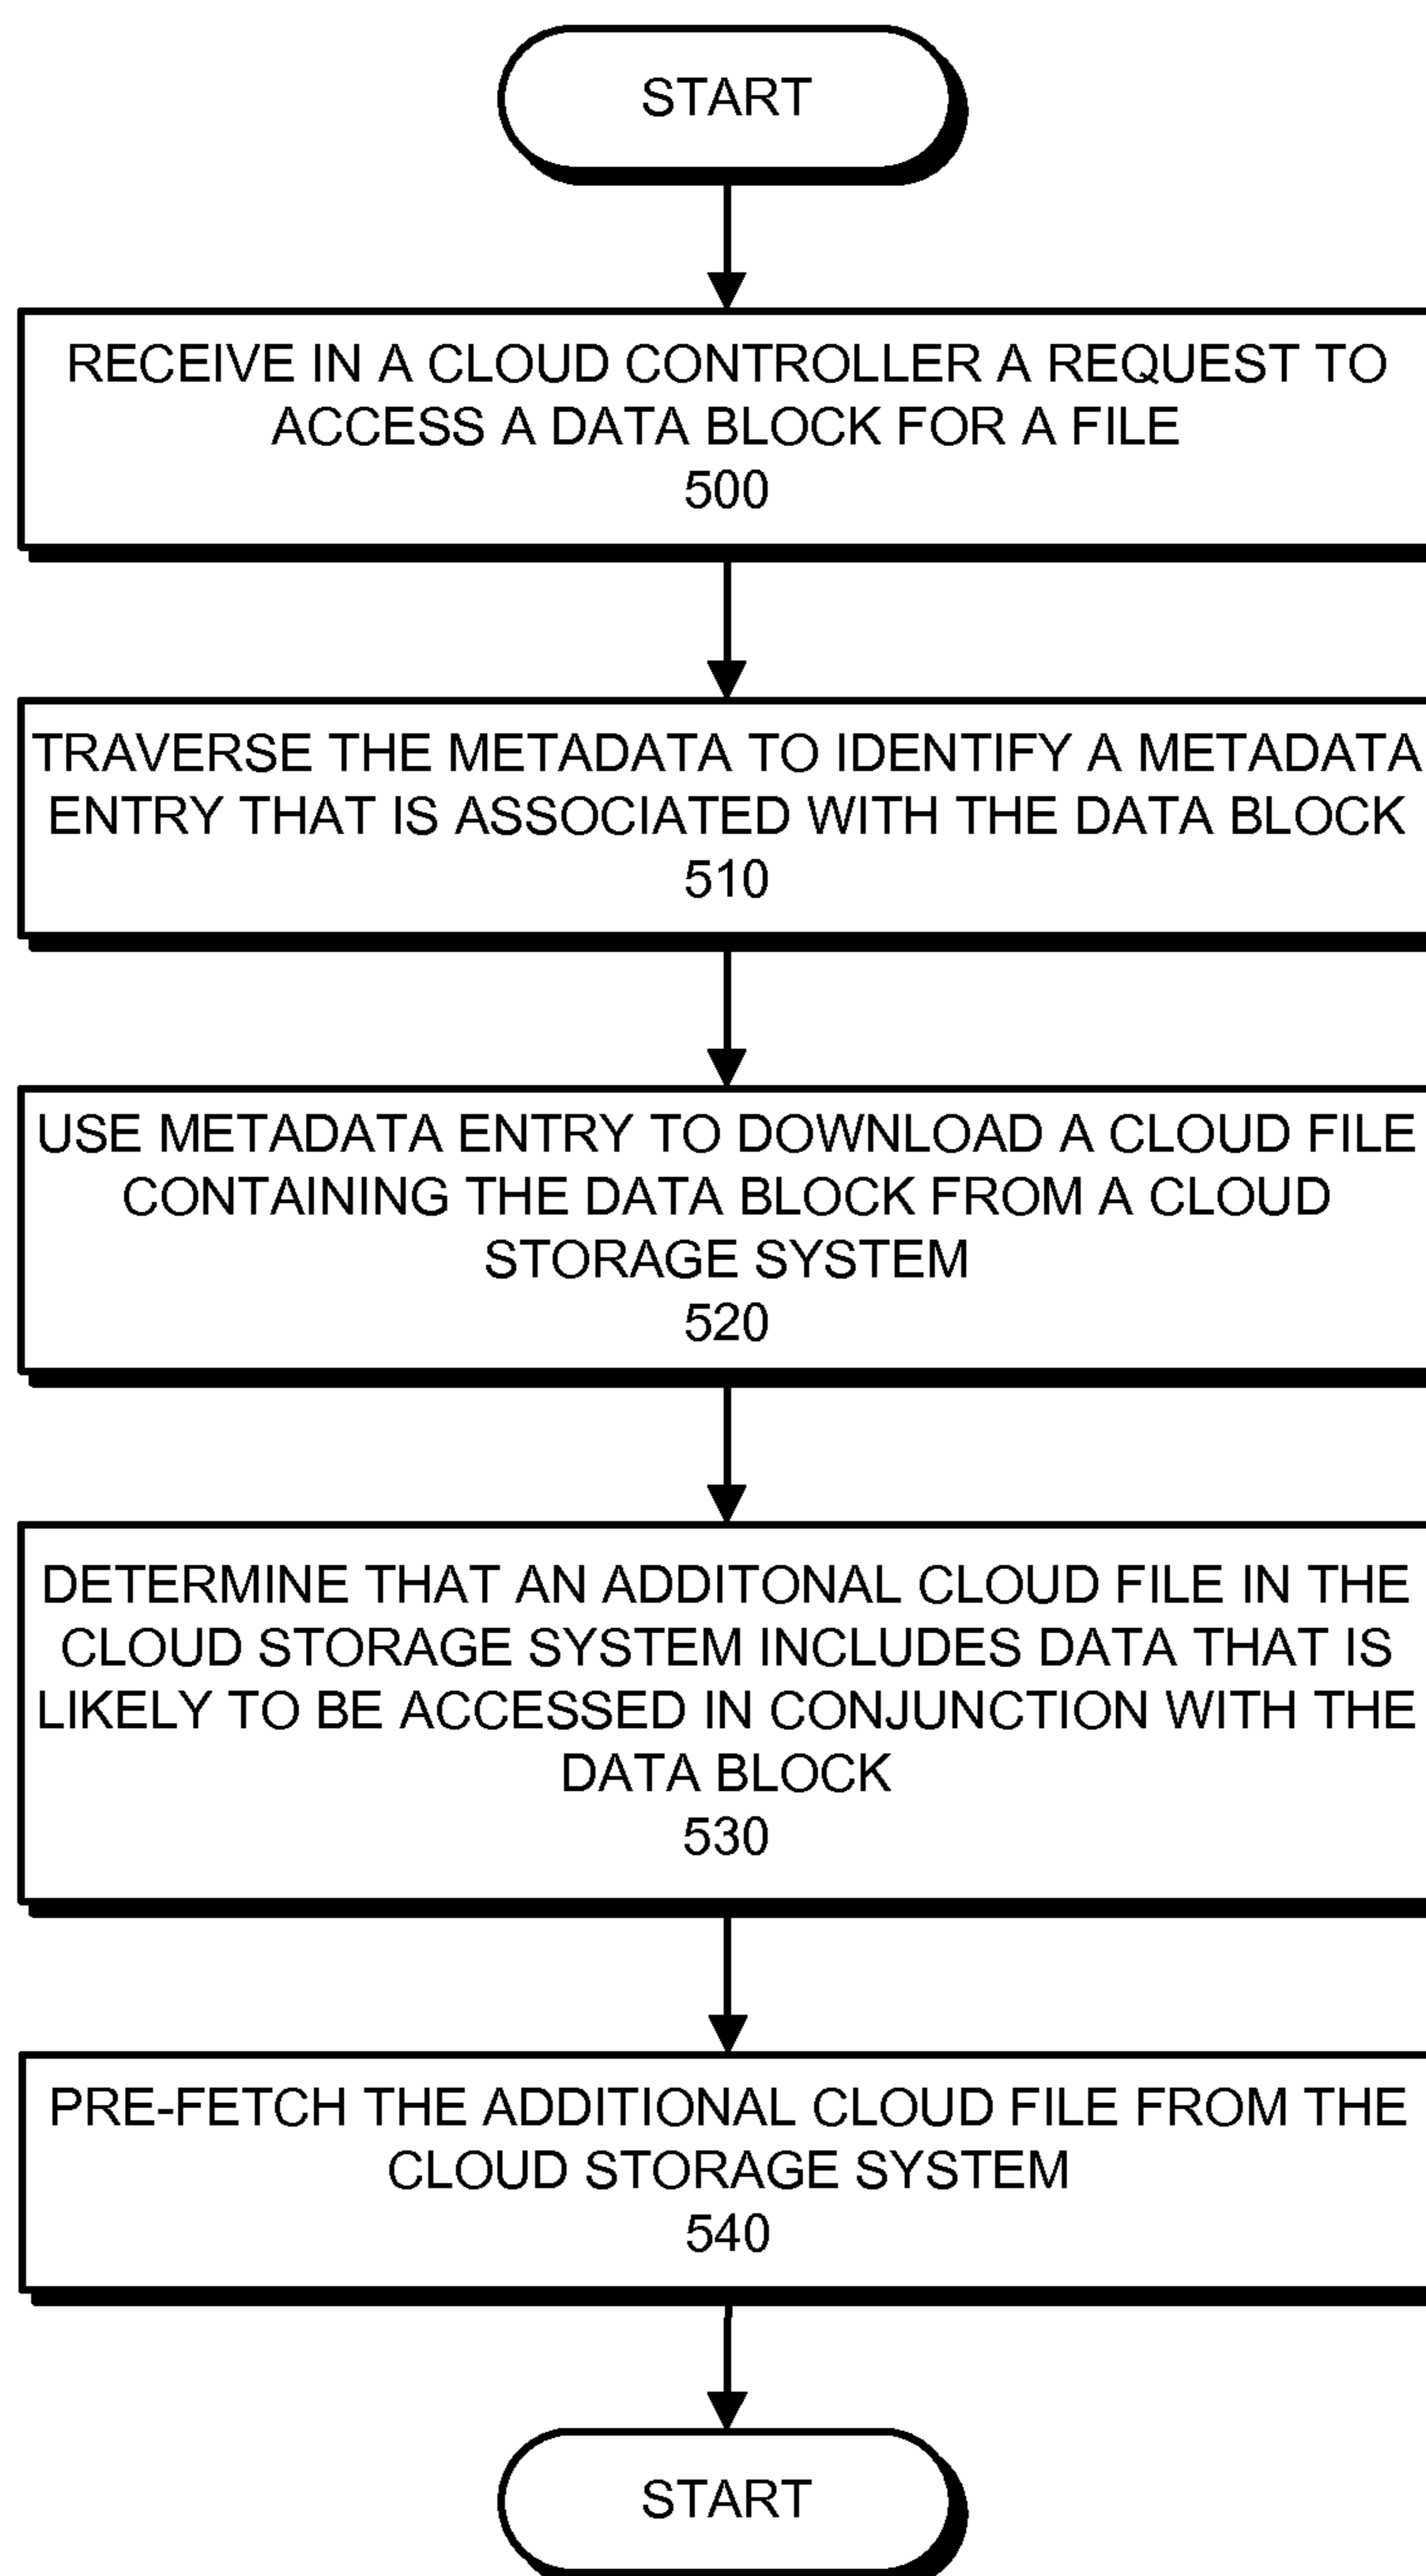 START
RECEIVE IN A CLOUD CONTROLLER A REQUEST TO
ACCESS A DATA BLOCK FOR A FILE
500
TRAVERSE THE METADATA TO IDENTIFY A METADATA
ENTRY THAT IS ASSOCIATED WITH THE DATA BLOCK
510
USE METADATA ENTRY TO DOWNLOAD A CLOUD FILE
CONTAINING THE DATA BLOCK FROM A CLOUD
STORAGE SYSTEM
520
DETERMINE THAT AN ADDITONAL CLOUD FILE IN THE
CLOUD STORAGE SYSTEM INCLUDES DATA THAT IS
LIKELY TO BE ACCESSED IN CONJUNCTION WITH THE
DATA BLOCK
530
PRE-FETCH THE ADDITIONAL CLOUD FILE FROM THE
CLOUD STORAGE SYSTEM
540
START